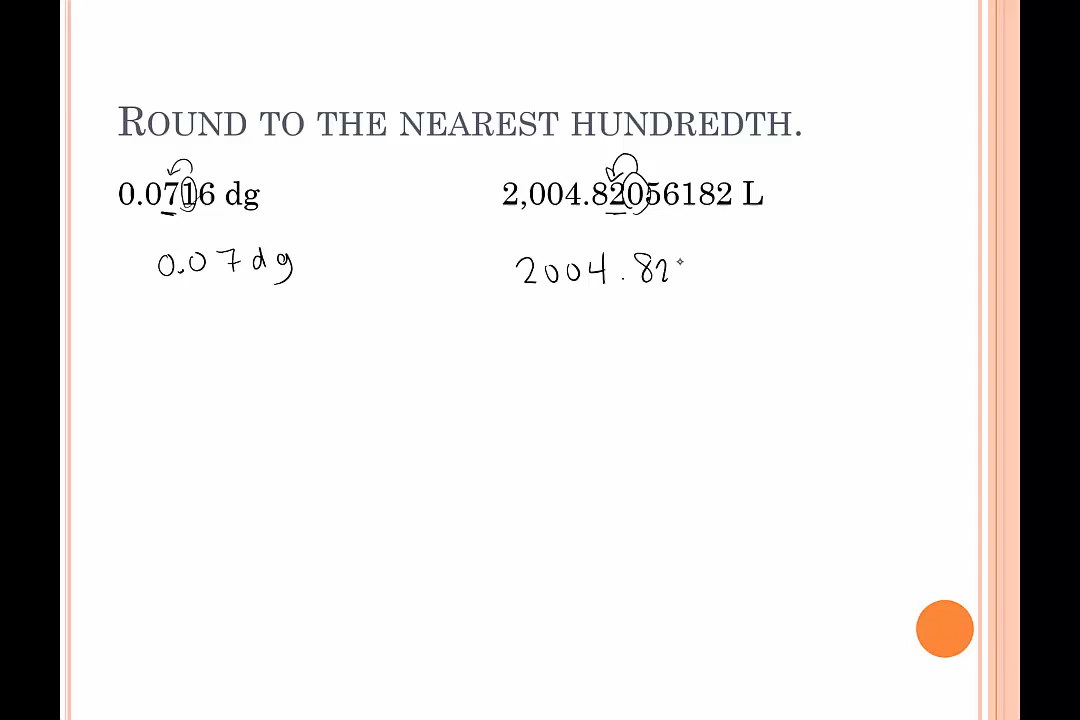 ROUND TO THE NEAREST HUNDREDTH.
0.0716 dg
2,004.82056182 L
0.07 dg
2004.82